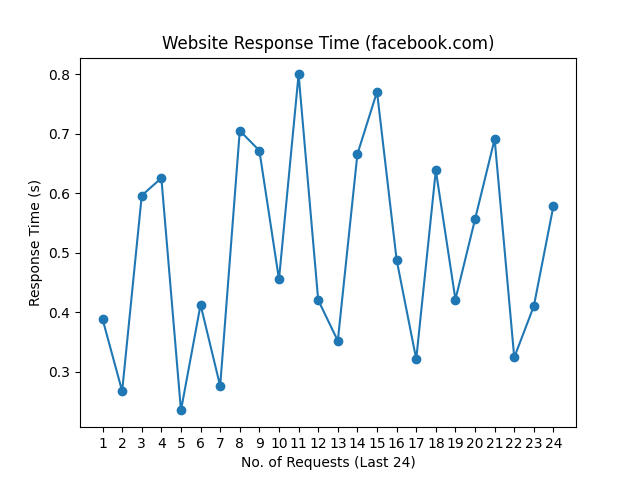 Website Response Time (facebook.com)
0.8
0.7
0.6
0.5
0.4
0.3
Response Time (s)
1 2 3 4 5 6 7 8 9 10 11 12 13 14 15 16 17 18 19 20 21 22 23 24
No. of Requests (Last 24)